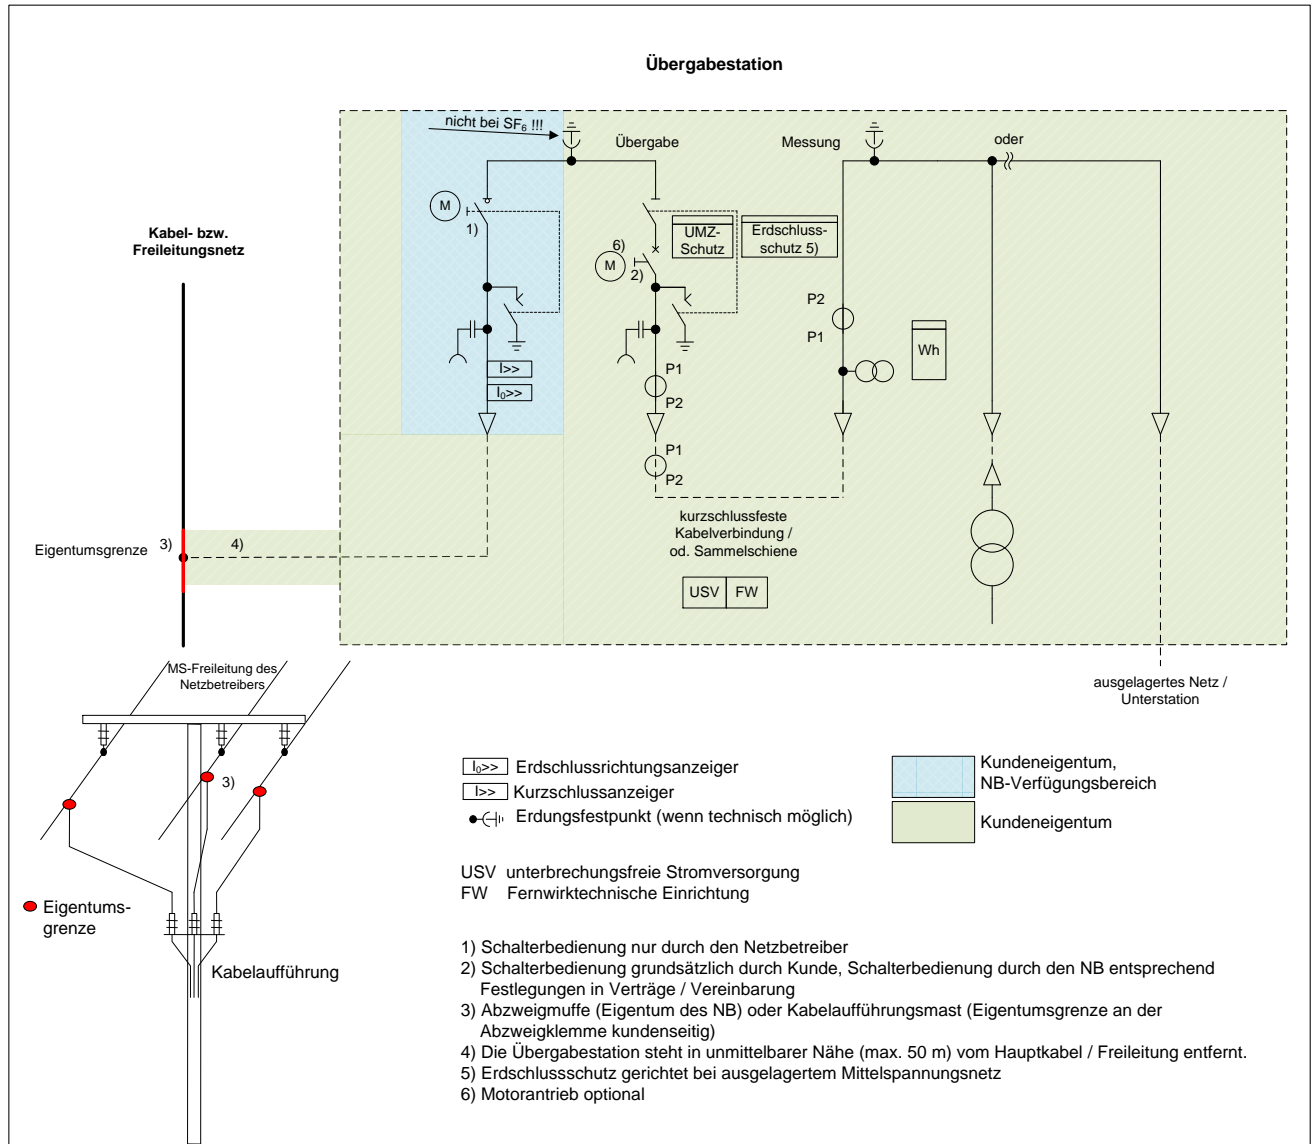 Übergabestation
nicht bei SF₆ !!!
Übergabe
Messung
oder
M
1)
Kabel- bzw.
Freileitungsnetz
6)
M
2)
UMZ-
Schutz
Erdschluss-
schutz 5)
P2
P1
Wh
I>>
I₀>>
P1
P2
P1
P2
kurzschlussfeste
Kabelverbindung /
od. Sammelschiene
Eigentumsgrenze
3)
4)
USV
FW
MS-Freileitung des
Netzbetreibers
ausgelagertes Netz /
Unterstation
3)
Eigentums-
grenze
Kabelaufführung
I₀>> Erdschlussrichtungsanzeiger
I>> Kurzschlussanzeiger
Erdungsfestpunkt (wenn technisch möglich)
Kundeneigentum,
NB-Verfügungsbereich
Kundeneigentum
USV unterbrechungsfreie Stromversorgung
FW Fernwirktechnische Einrichtung
1) Schalterbedienung nur durch den Netzbetreiber
2) Schalterbedienung grundsätzlich durch Kunde, Schalterbedienung durch den NB entsprechend
Festlegungen in Verträge / Vereinbarung
3) Abzweigmuffe (Eigentum des NB) oder Kabelaufführungsmast (Eigentumsgrenze an der
Abzweigklemme kundenseitig)
4) Die Übergabestation steht in unmittelbarer Nähe (max. 50 m) vom Hauptkabel / Freileitung entfernt.
5) Erdschlussschutz gerichtet bei ausgelagertem Mittelspannungsnetz
6) Motorantrieb optional